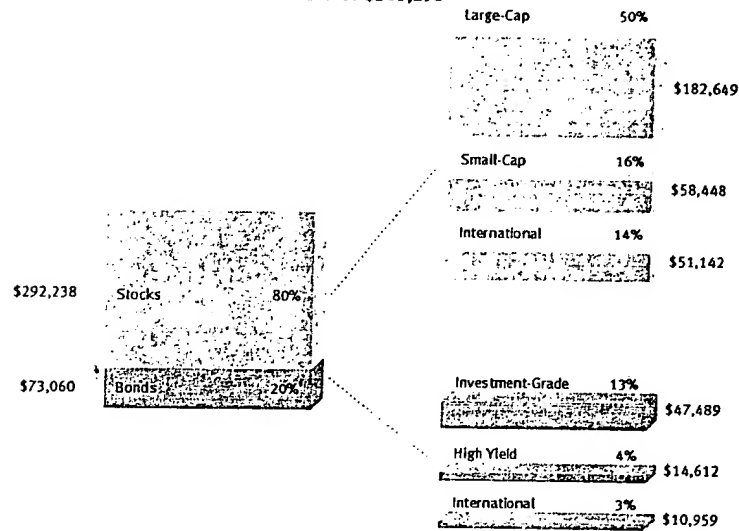 Large-Cap 50%
$182,649
Small-Cap 16%
$58,448
International 14%
$51,142
$292,238 Stocks 80%
$73,060 Bonds 20%
Investment-Grade 13%
$47,489
High Yield 4%
$14,612
International 3%
$10,959